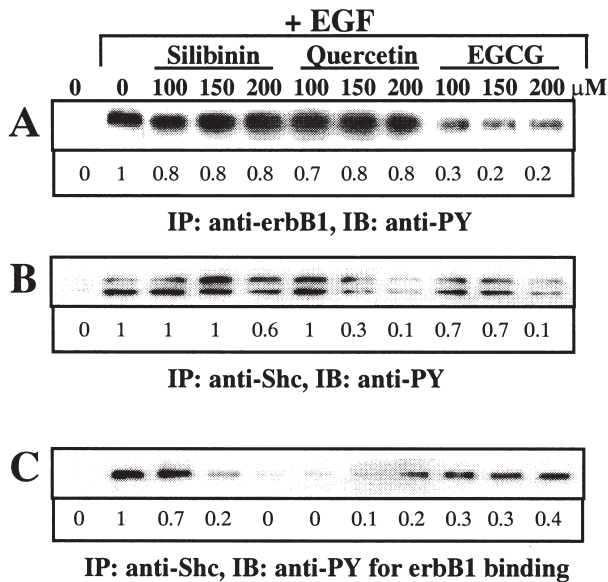 + EGF
Silibinin Quercetin EGCG
0 0 100 150 200 100 150 200 100 150 200 μM
A
0 1 0.8 0.8 0.8 0.7 0.8 0.8 0.3 0.2 0.2
IP: anti-erbB1, IB: anti-PY
B
0 1 1 1 0.6 1 0.3 0.1 0.7 0.7 0.1
IP: anti-Shc, IB: anti-PY
C
0 1 0.7 0.2 0 0 0.1 0.2 0.3 0.3 0.4
IP: anti-Shc, IB: anti-PY for erbB1 binding